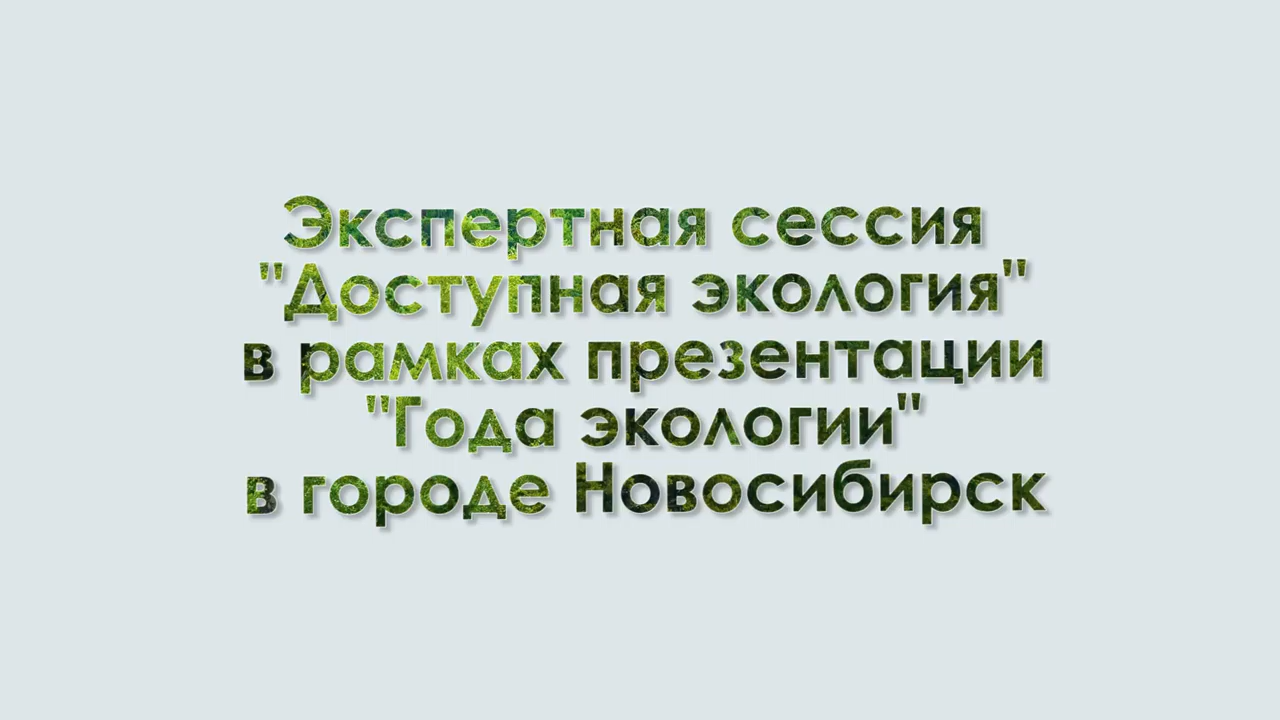 Экспертная сессия
"Доступная экология"
в рамках презентации
"Года экологии"
в городе Новосибирск